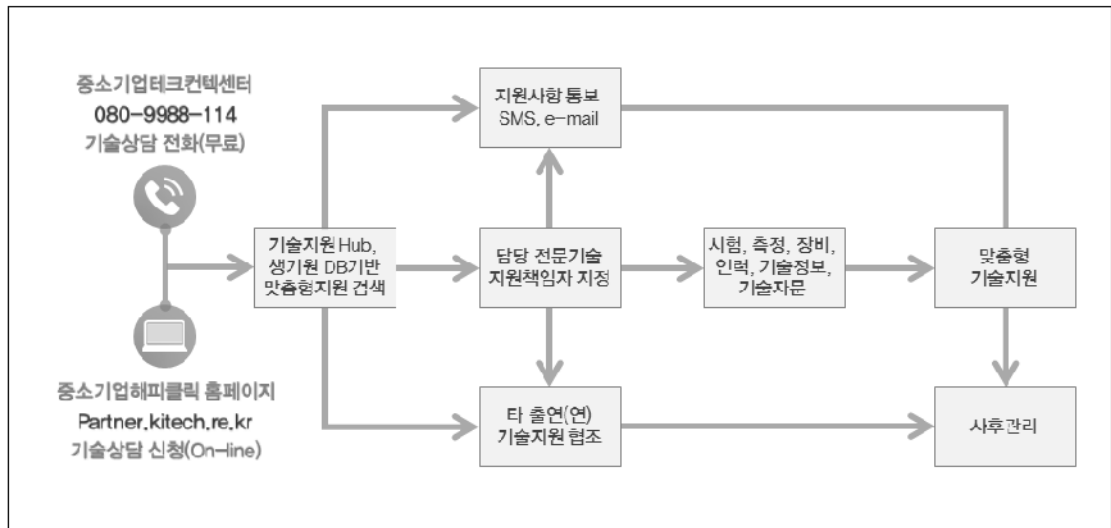 중소기업테크컨텍센터
080-9988-114
기술상담 전화(무료)
지원사항 통보
SMS, e-mail
기술지원 Hub,
생기원 DB기반
맞춤형지원 검색
담당 전문기술
지원책임자 지정
시험, 측정, 장비,
인력, 기술정보,
기술자문
맞춤형
기술지원
중소기업해피클릭 홈페이지
Partner.kitech.re.kr
기술상담 신청(On-line)
타 출연(연)
기술지원 협조
사후관리